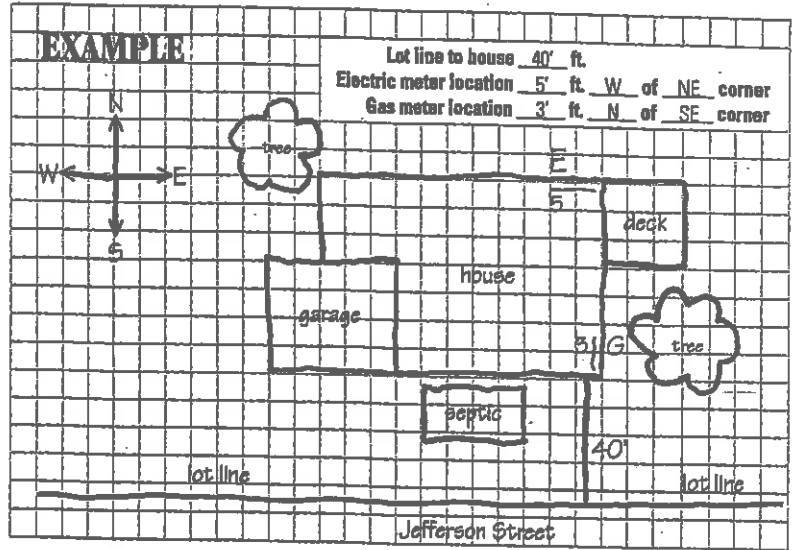 EXAMPLE
Lot line to house 40' ft.
Electric meter location 5' ft. W of NE corner
Gas meter location 3' ft. N of SE corner
N
W E
S
tree
E
5
deck
house
garage
3' G
tree
septic
40'
lot line
lot line
Jefferson Street